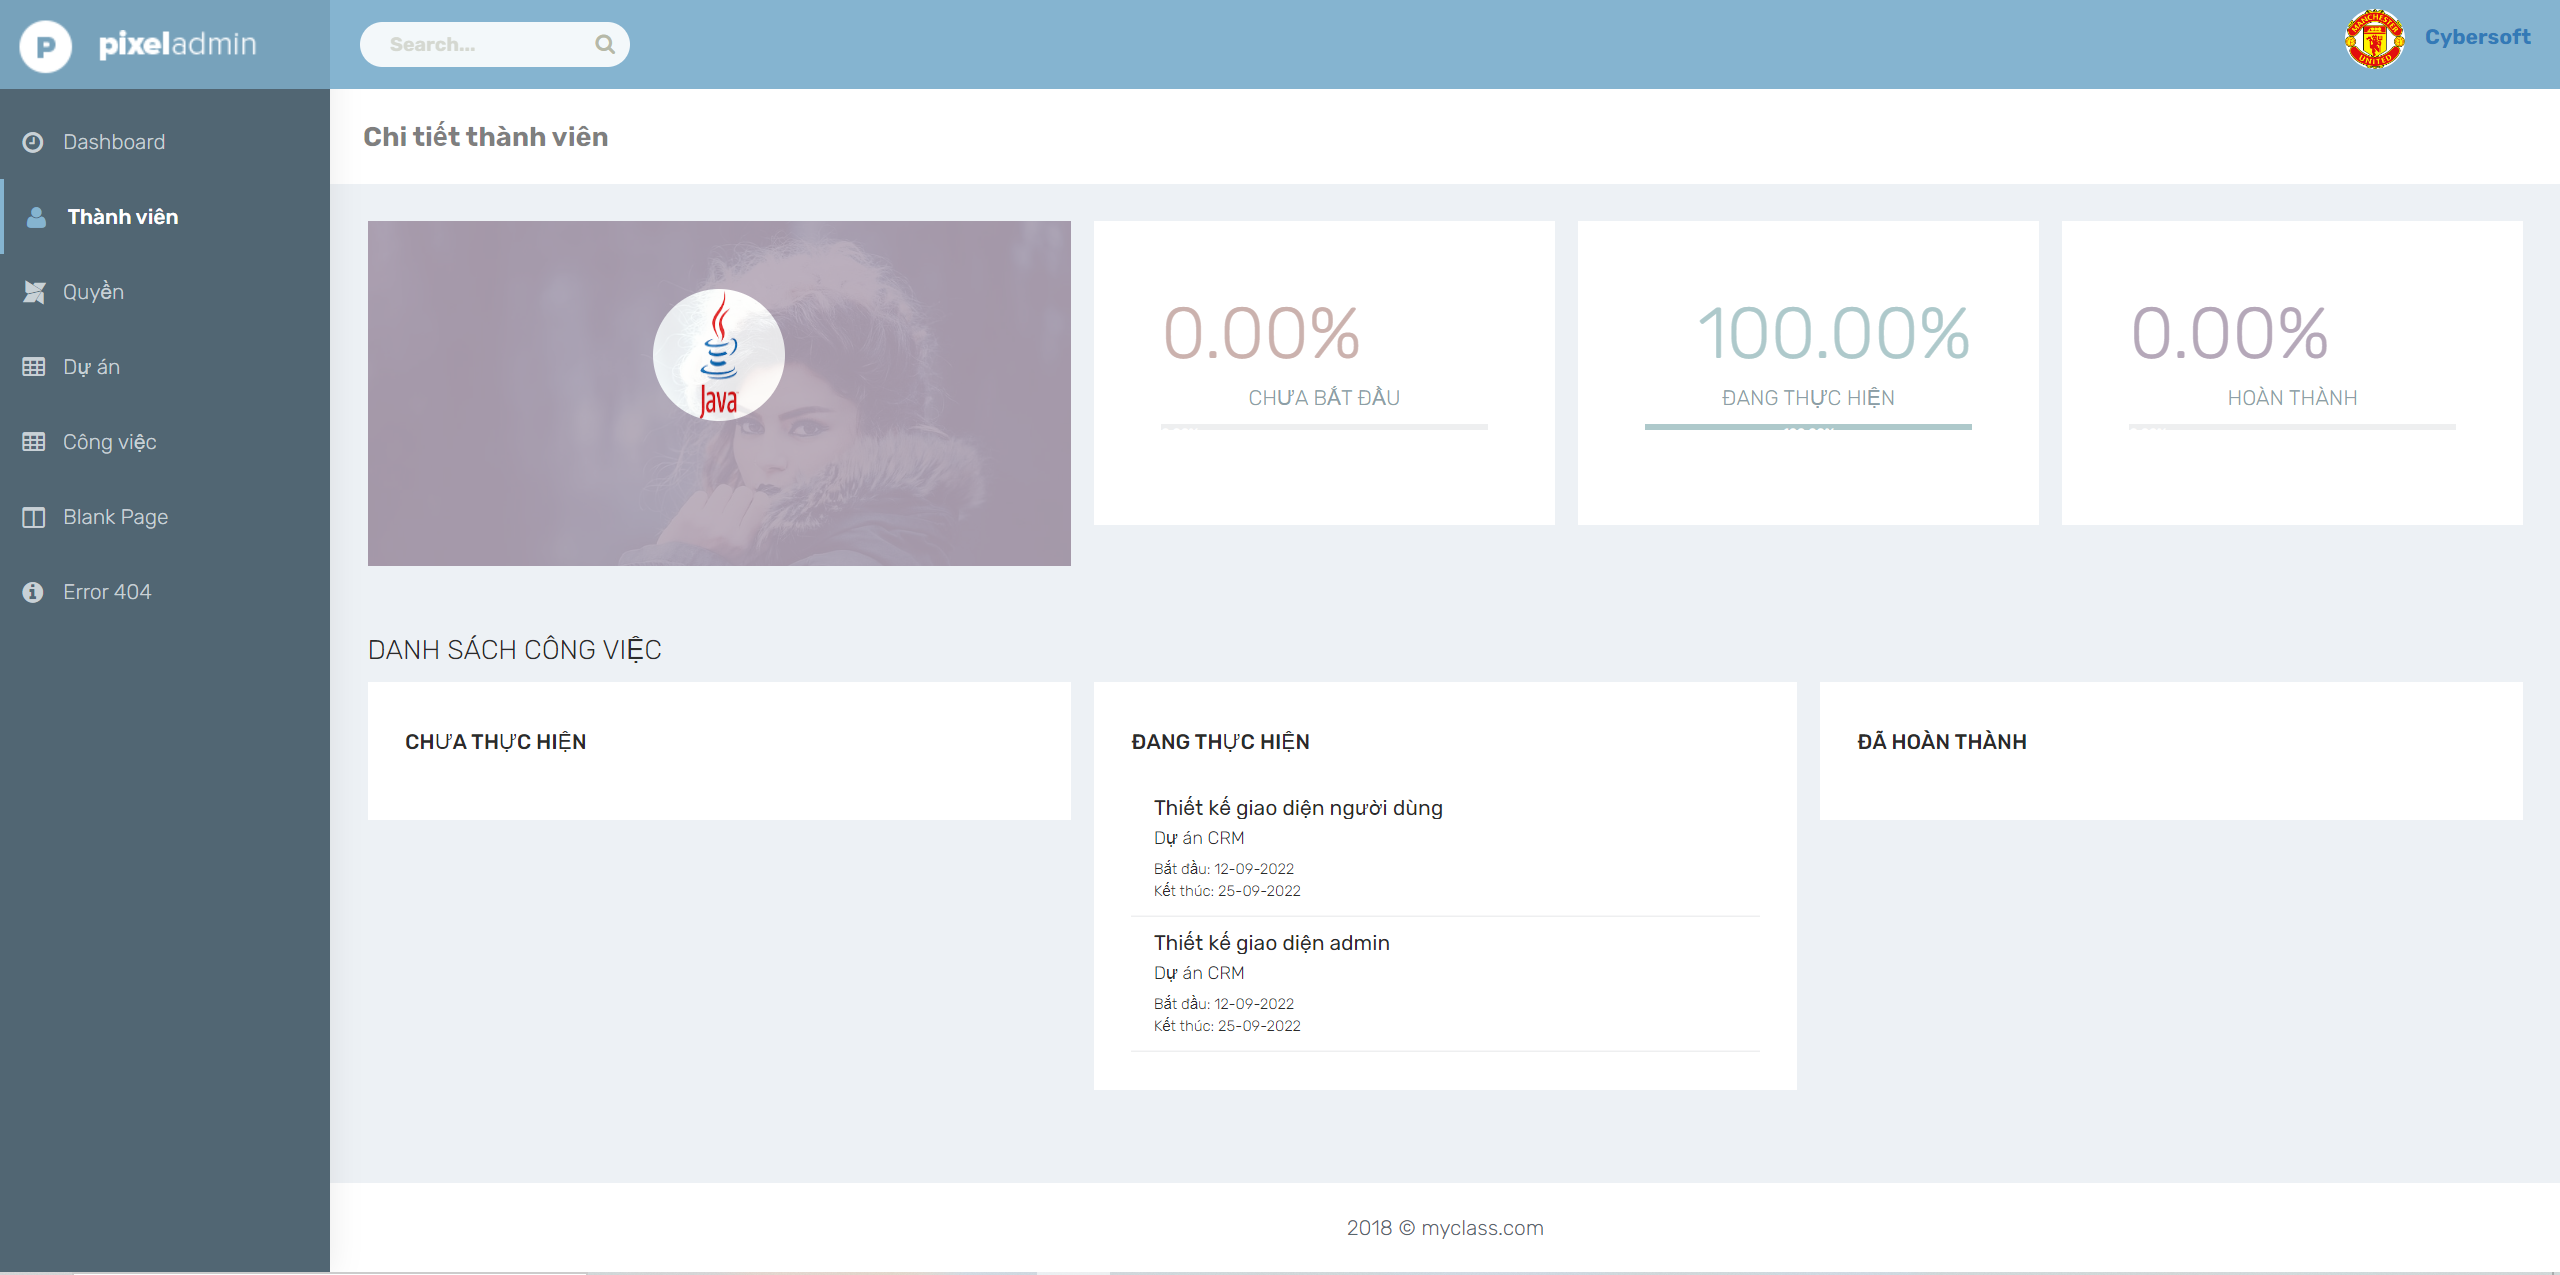 P pixeladmin
Search...
Cybersoft
Dashboard
Thành viên
Quyền
Dự án
Công việc
Blank Page
Error 404
Chi tiết thành viên
Java
0.00%
CHƯA BẮT ĐẦU
100.00%
ĐANG THỰC HIỆN
0.00%
HOÀN THÀNH
DANH SÁCH CÔNG VIỆC
CHƯA THỰC HIỆN
ĐANG THỰC HIỆN
Thiết kế giao diện người dùng
Dự án CRM
Bắt đầu: 12-09-2022
Kết thúc: 25-09-2022
Thiết kế giao diện admin
Dự án CRM
Bắt đầu: 12-09-2022
Kết thúc: 25-09-2022
ĐÃ HOÀN THÀNH
2018 © myclass.com
MANCHESTER
UNITED